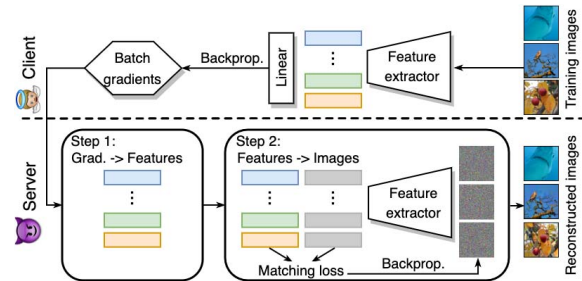 Client
Batch
gradients
Backprop.
Linear
Feature
extractor
Training images
Server
Step 1:
Grad. -> Features
Step 2:
Features -> Images
Feature
extractor
Matching loss
Backprop.
Reconstructed images